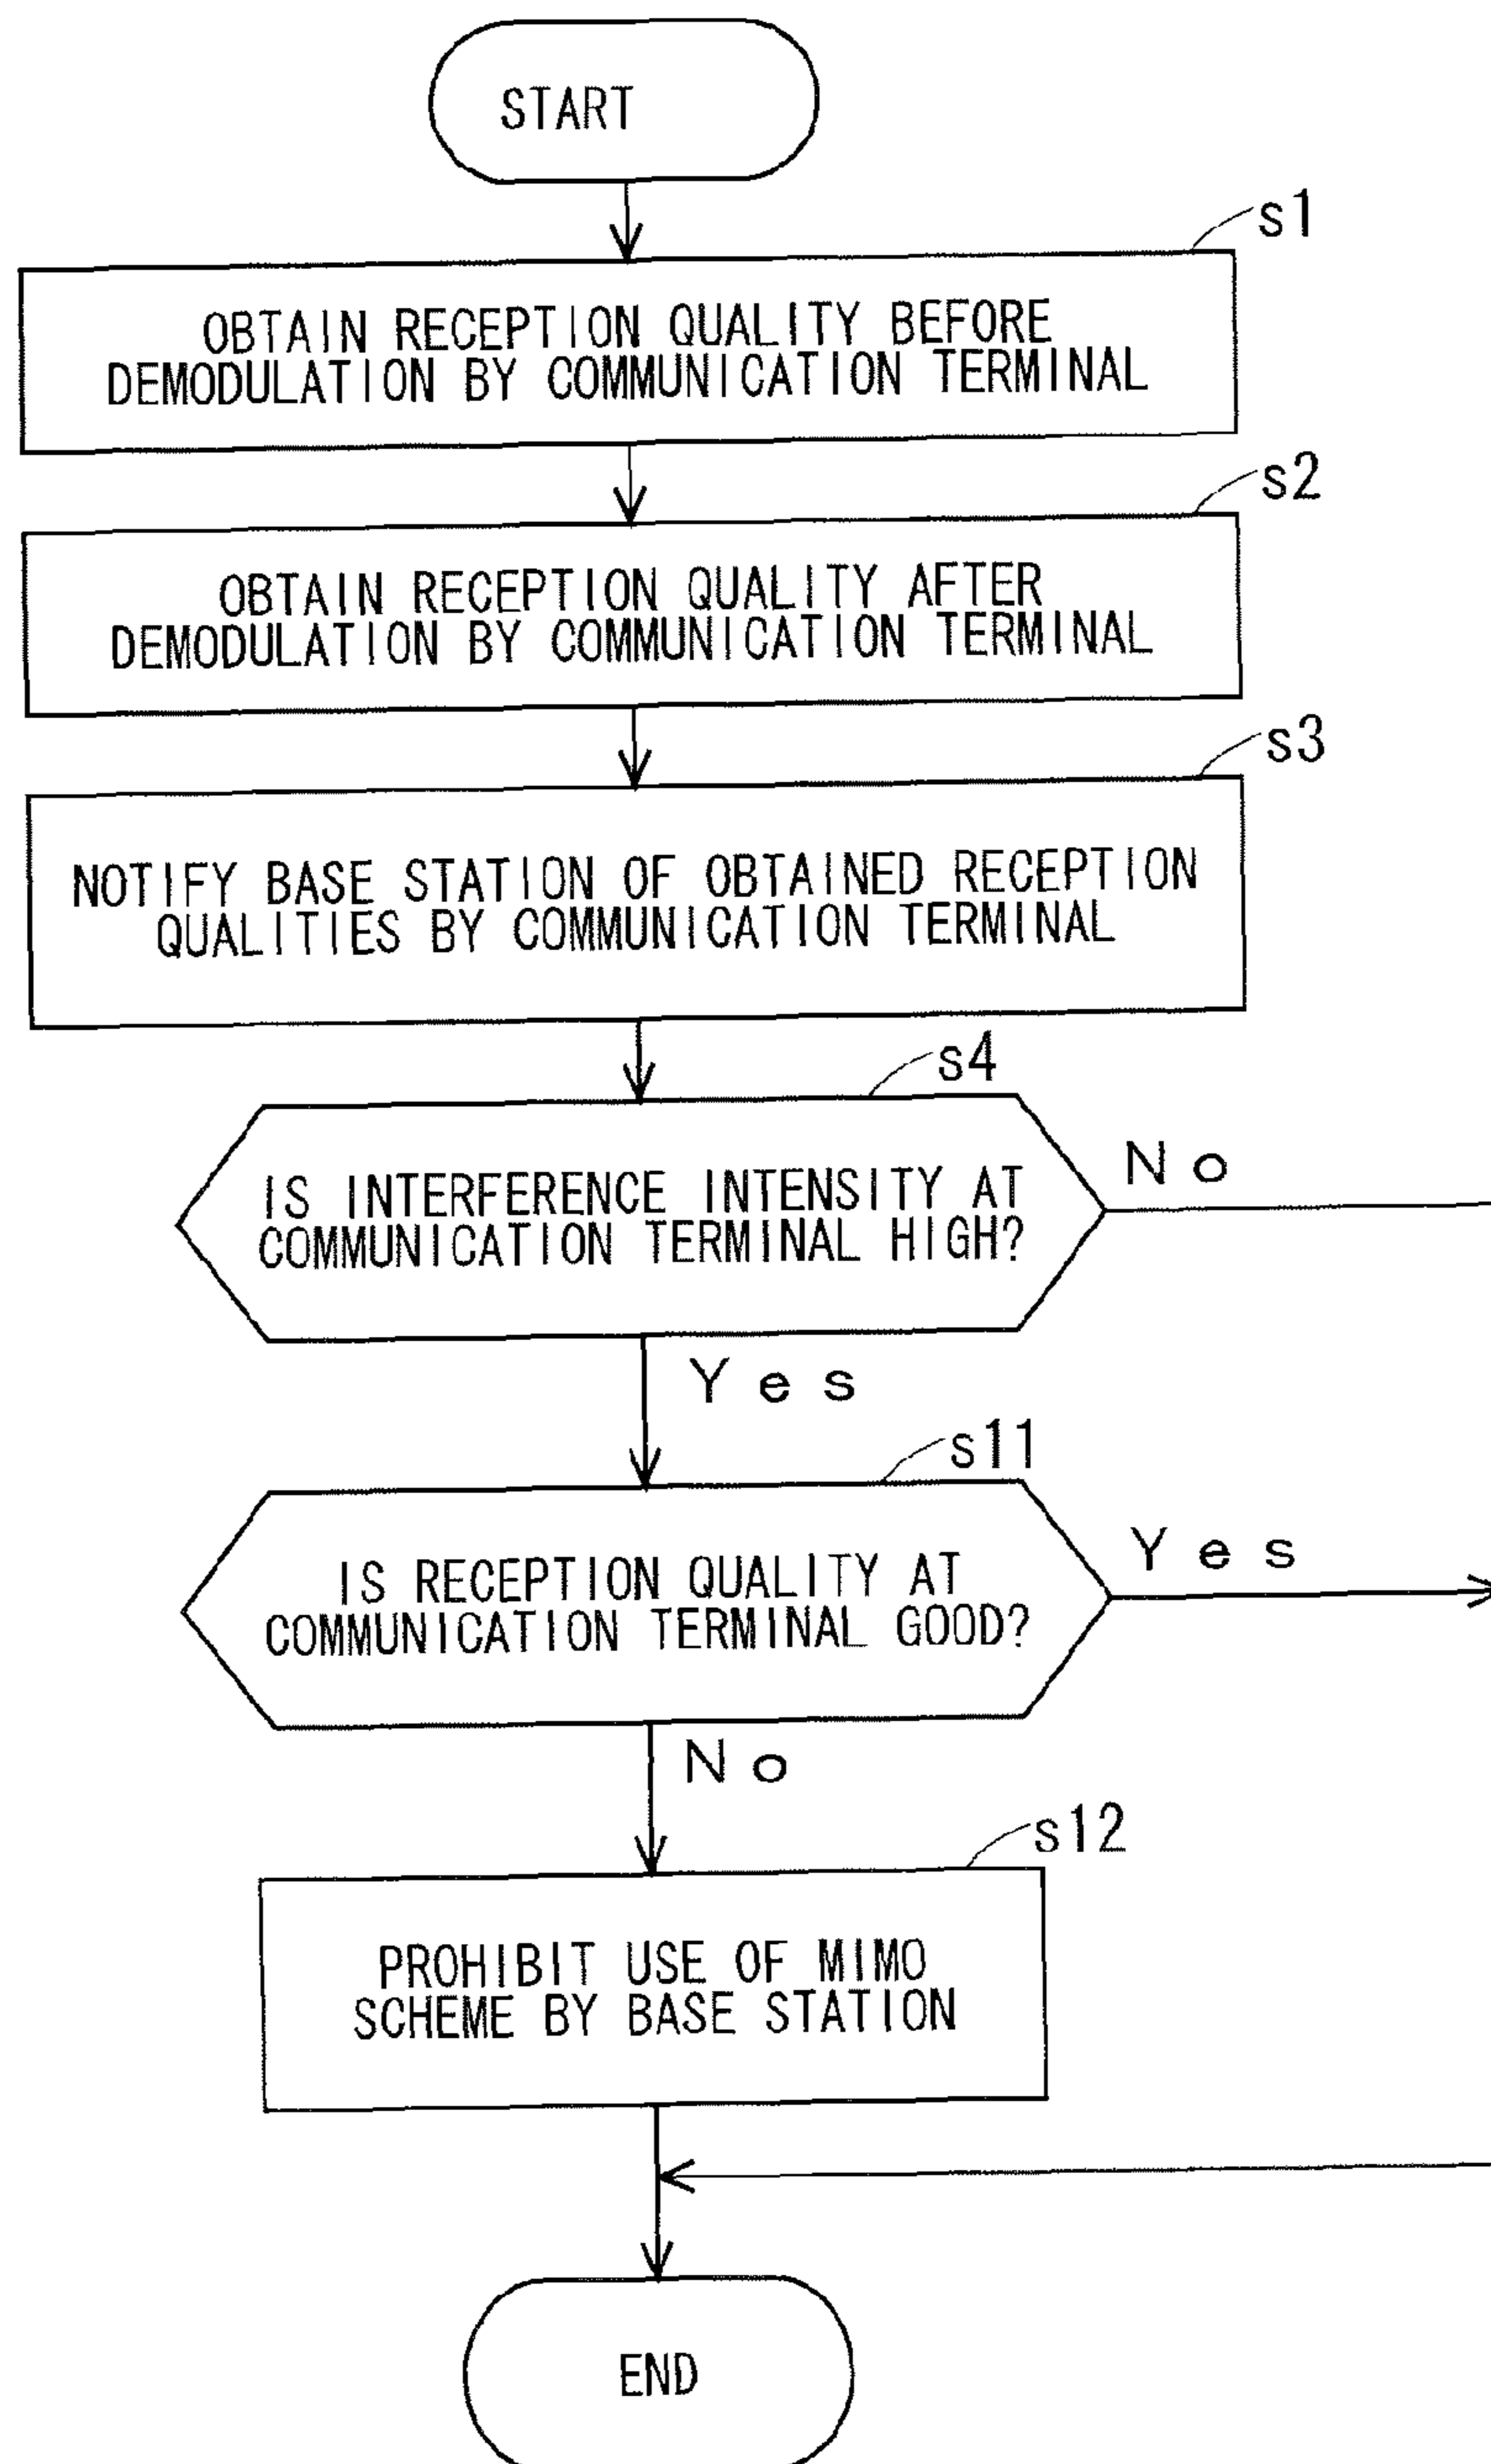 START
s1
OBTAIN RECEPTION QUALITY BEFORE
DEMODULATION BY COMMUNICATION TERMINAL
s2
OBTAIN RECEPTION QUALITY AFTER
DEMODULATION BY COMMUNICATION TERMINAL
s3
NOTIFY BASE STATION OF OBTAINED RECEPTION
QUALITIES BY COMMUNICATION TERMINAL
s4
IS INTERFERENCE INTENSITY AT
COMMUNICATION TERMINAL HIGH?
No
Yes
s11
IS RECEPTION QUALITY AT
COMMUNICATION TERMINAL GOOD?
Yes
No
s12
PROHIBIT USE OF MIMO
SCHEME BY BASE STATION
END